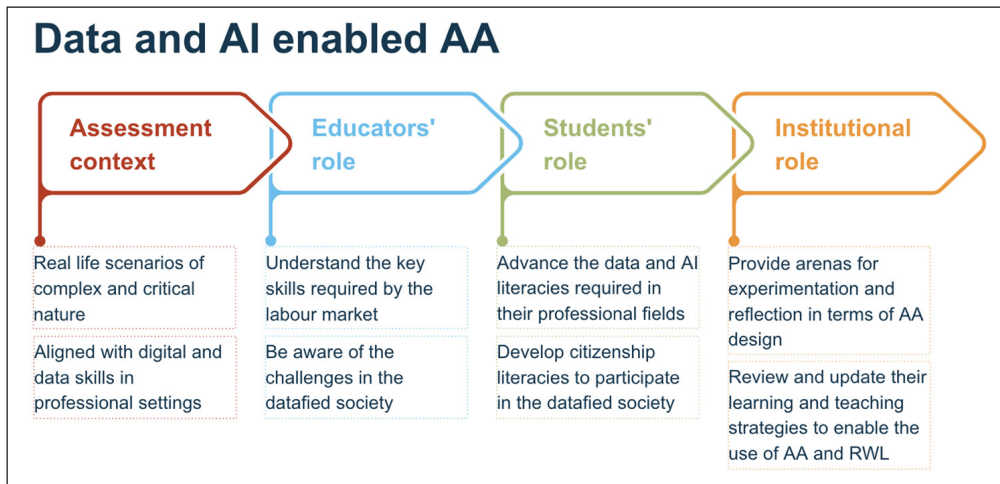 Data and AI enabled AA
Assessment
context
Educators'
role
Students'
role
Institutional
role
Real life scenarios of
complex and critical
nature
Aligned with digital and
data skills in
professional settings
Understand the key
skills required by the
labour market
Be aware of the
challenges in the
datafied society
Advance the data and AI
literacies required in
their professional fields
Develop citizenship
literacies to participate
in the datafied society
Provide arenas for
experimentation and
reflection in terms of AA
design
Review and update their
learning and teaching
strategies to enable the
use of AA and RWL